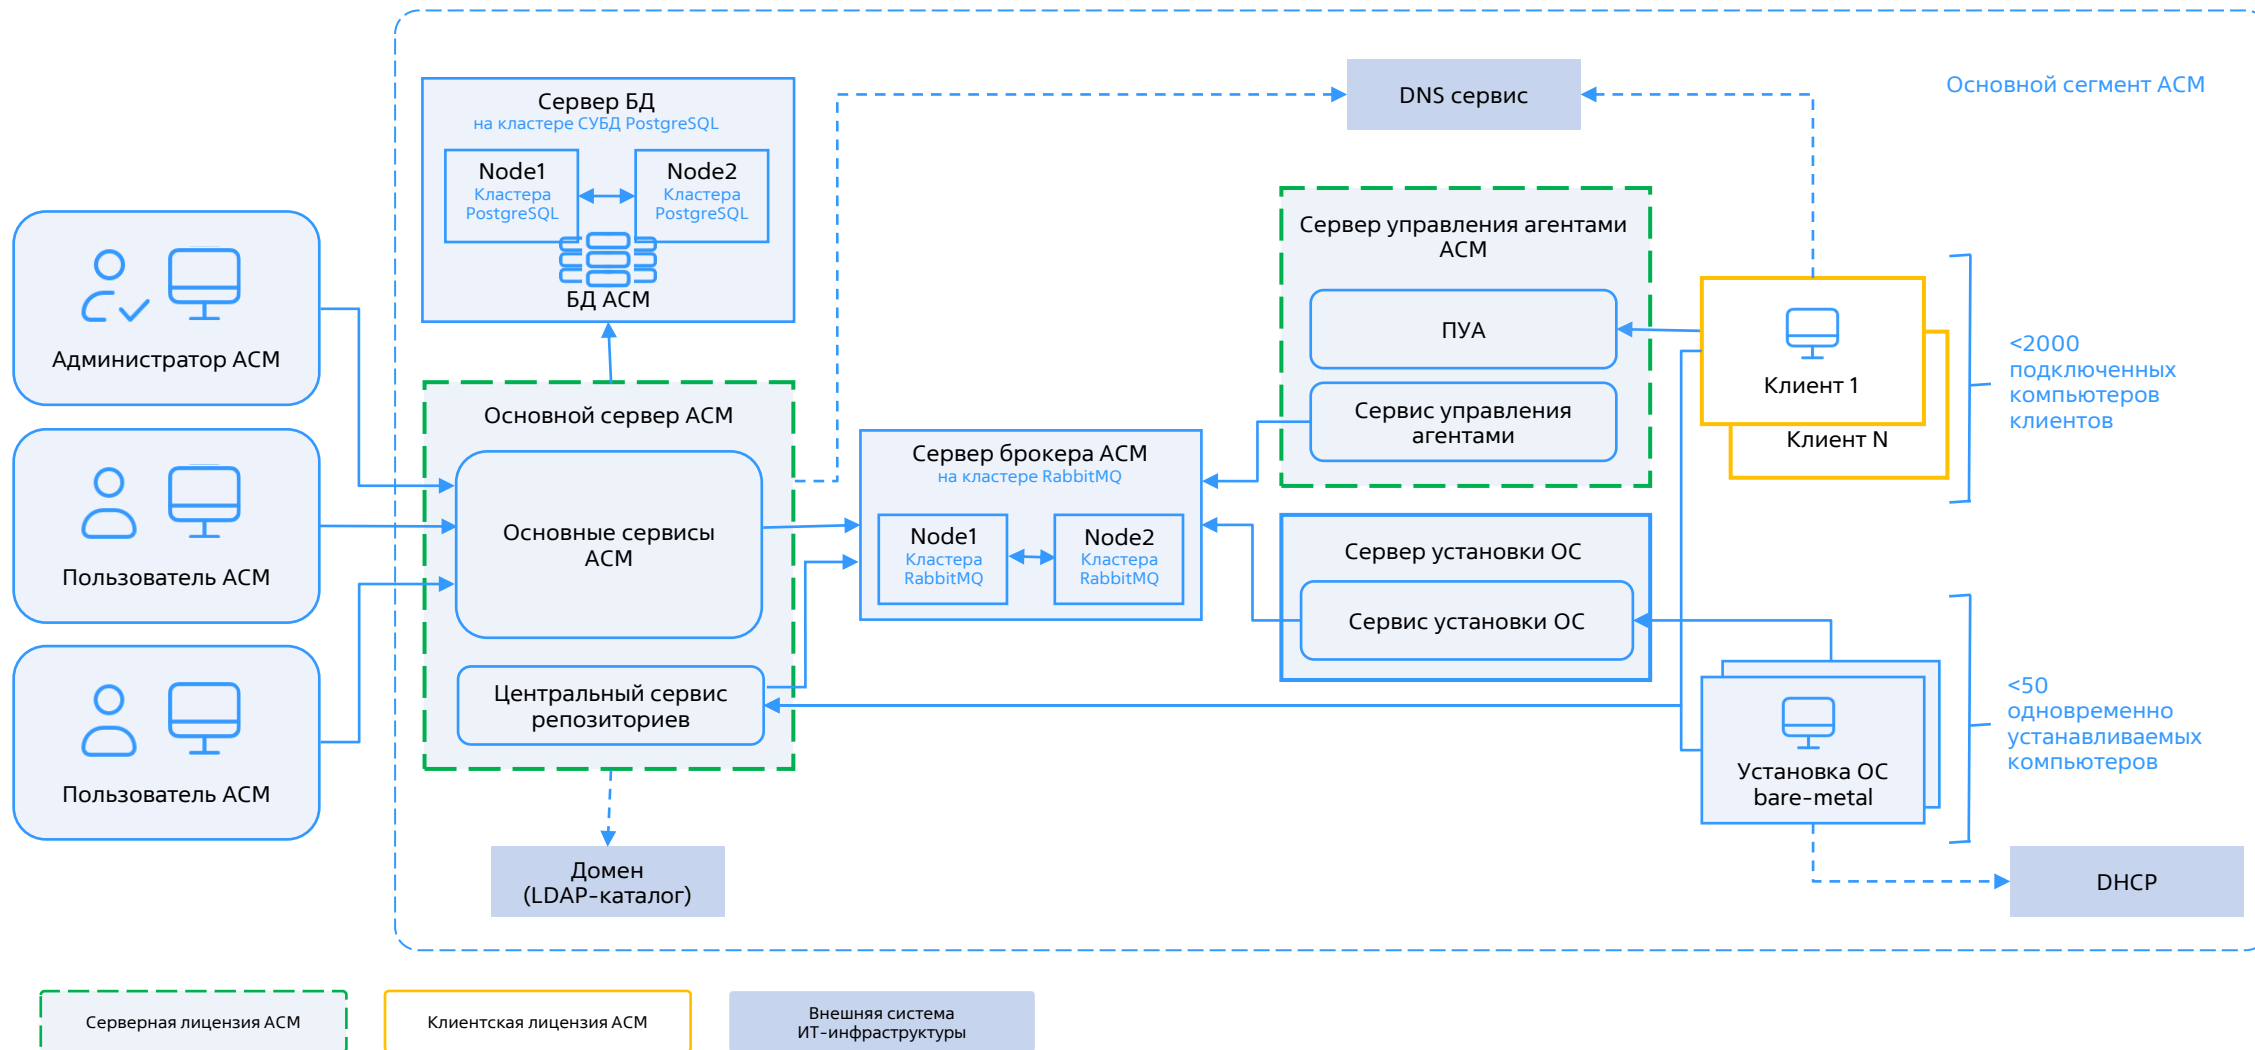 Основной сегмент АСМ
DNS сервис
Сервер БД
на кластере СУБД PostgreSQL
Node1
Кластера
PostgreSQL
Node2
Кластера
PostgreSQL
БД АСМ
Администратор АСМ
Пользователь АСМ
Пользователь АСМ
Основной сервер АСМ
Основные сервисы
АСМ
Центральный сервис
репозиториев
Домен
(LDAP-каталог)
Сервер брокера АСМ
на кластере RabbitMQ
Node1
Кластера
RabbitMQ
Node2
Кластера
RabbitMQ
Сервер управления агентами
АСМ
ПУА
Сервис управления
агентами
Сервер установки ОС
Сервис установки ОС
Клиент 1
Клиент N
<2000
подключенных
компьютеров
клиентов
Установка ОС
bare-metal
<50
одновременно
устанавливаемых
компьютеров
DHCP
Серверная лицензия АСМ
Клиентская лицензия АСМ
Внешняя система
ИТ-инфраструктуры